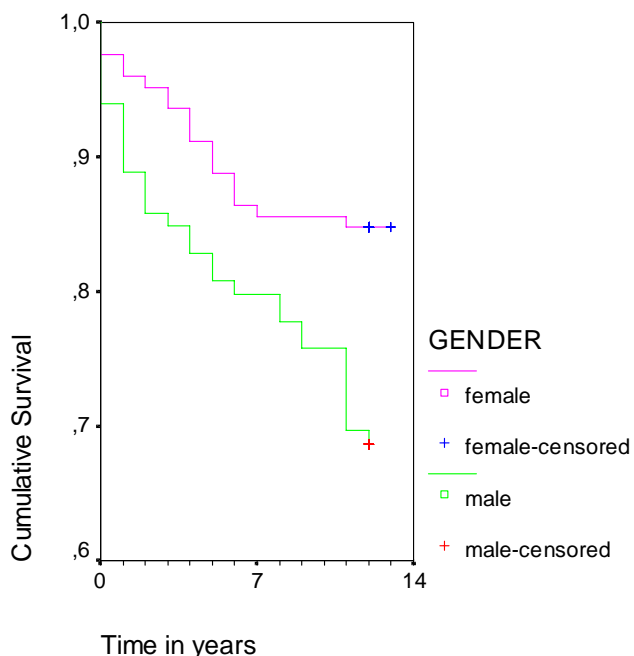 1,0
,9
,8
,7
,6
Cumulative Survival
0
7
14
Time in years
GENDER
female
female-censored
male
male-censored